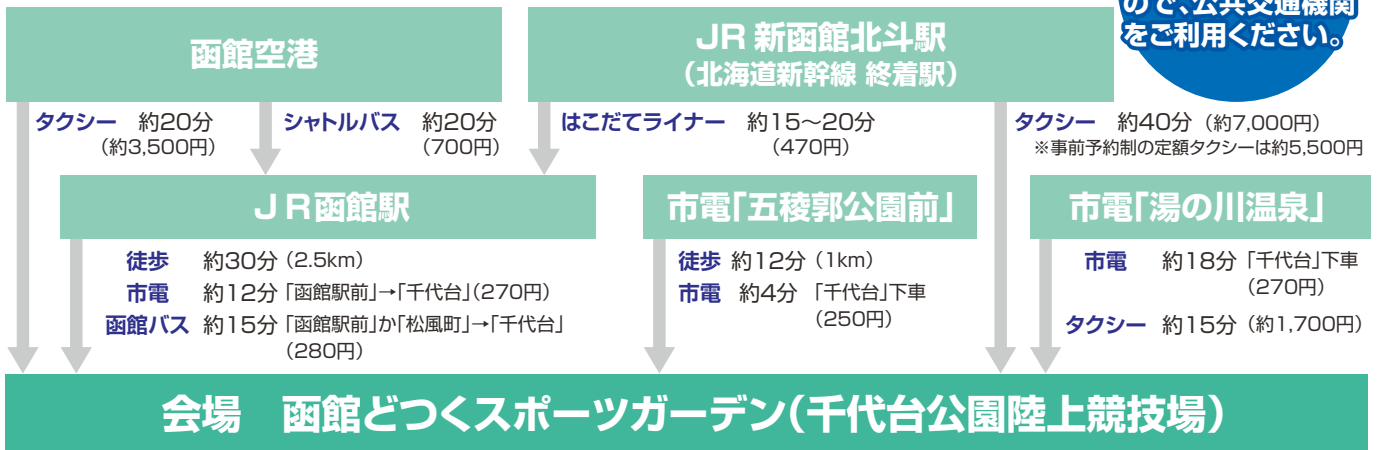 ので、公共交通機関
をご利用ください。
函館空港
JR 新函館北斗駅
（北海道新幹線 終着駅）
タクシー 約20分
（約3,500円）
シャトルバス 約20分
（700円）
はこだてライナー 約15～20分
（470円）
タクシー 約40分（約7,000円）
※事前予約制の定額タクシーは約5,500円
ＪＲ函館駅
徒歩 約30分（2.5km）
市電 約12分「函館駅前」→「千代台」（270円）
函館バス 約15分「函館駅前」か「松風町」→「千代台」
（280円）
市電「五稜郭公園前」
徒歩 約12分（1km）
市電 約4分 「千代台」下車
（250円）
市電「湯の川温泉」
市電 約18分「千代台」下車
（270円）
タクシー 約15分（約1,700円）
会場 函館どつくスポーツガーデン（千代台公園陸上競技場）